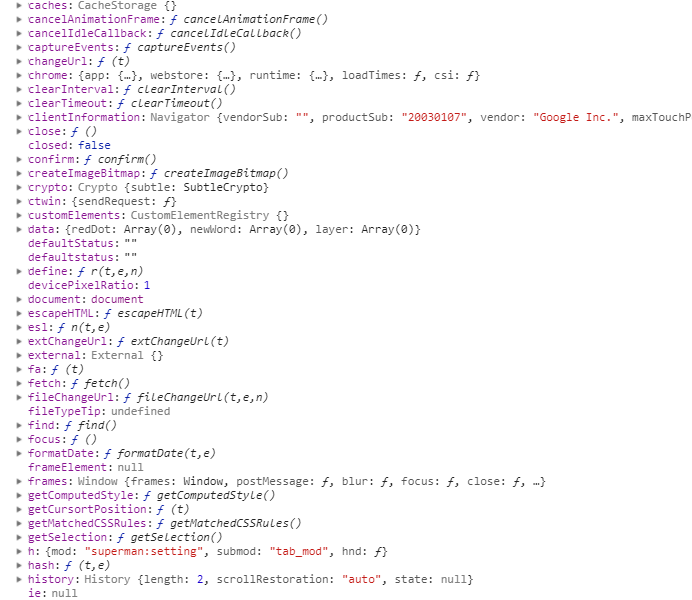 caches: CacheStorage {}
cancelAnimationFrame: ƒ cancelAnimationFrame()
cancelIdleCallback: ƒ cancelIdleCallback()
captureEvents: ƒ captureEvents()
changeUrl: ƒ (t)
chrome: {app: {…}, webstore: {…}, runtime: {…}, loadTimes: ƒ, csi: ƒ}
clearInterval: ƒ clearInterval()
clearTimeout: ƒ clearTimeout()
clientInformation: Navigator {vendorSub: "", productSub: "20030107", vendor: "Google Inc.", maxTouchP
close: ƒ ()
closed: false
confirm: ƒ confirm()
createImageBitmap: ƒ createImageBitmap()
crypto: Crypto {subtle: SubtleCrypto}
ctwin: {sendRequest: ƒ}
customElements: CustomElementRegistry {}
data: {redDot: Array(0), newWord: Array(0), layer: Array(0)}
defaultStatus: ""
defaultstatus: ""
define: ƒ r(t,e,n)
devicePixelRatio: 1
document: document
escapeHTML: ƒ escapeHTML(t)
esl: ƒ n(t,e)
extChangeUrl: ƒ extChangeUrl(t)
external: External {}
fa: ƒ (t)
fetch: ƒ fetch()
fileChangeUrl: ƒ fileChangeUrl(t,e,n)
fileTypeTip: undefined
find: ƒ find()
focus: ƒ ()
formatDate: ƒ formatDate(t,e)
frameElement: null
frames: Window {frames: Window, postMessage: ƒ, blur: ƒ, focus: ƒ, close: ƒ, …}
getComputedStyle: ƒ getComputedStyle()
getCursortPosition: ƒ (t)
getMatchedCSSRules: ƒ getMatchedCSSRules()
getSelection: ƒ getSelection()
h: {mod: "superman:setting", submod: "tab_mod", hnd: ƒ}
hash: ƒ (t,e)
history: History {length: 2, scrollRestoration: "auto", state: null}
ie: null